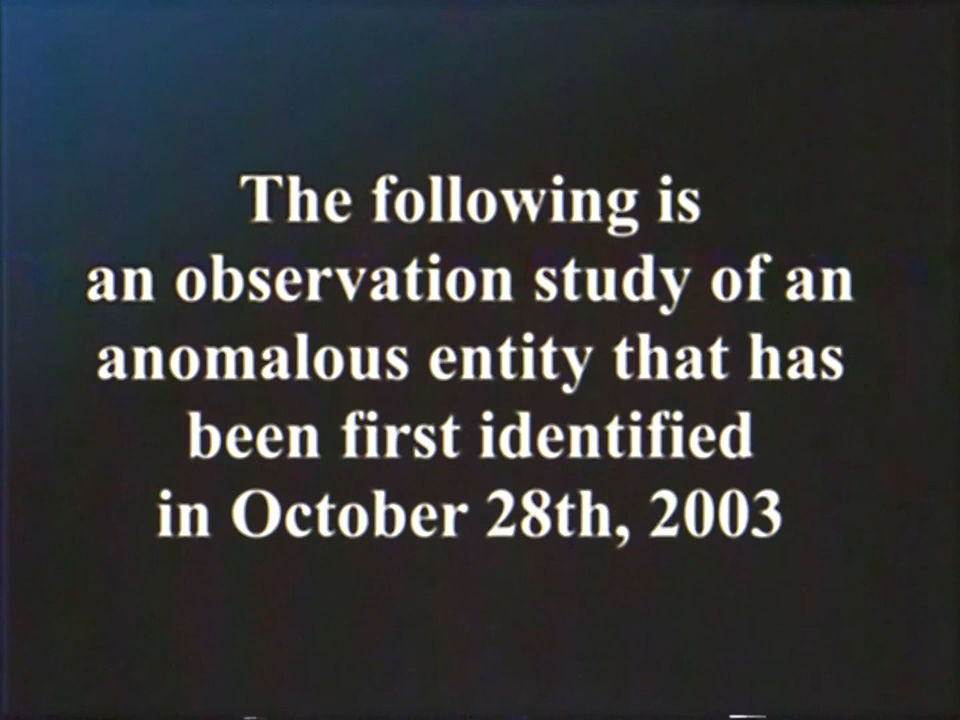 The following is
an observation study of an
anomalous entity that has
been first identified
in October 28th, 2003